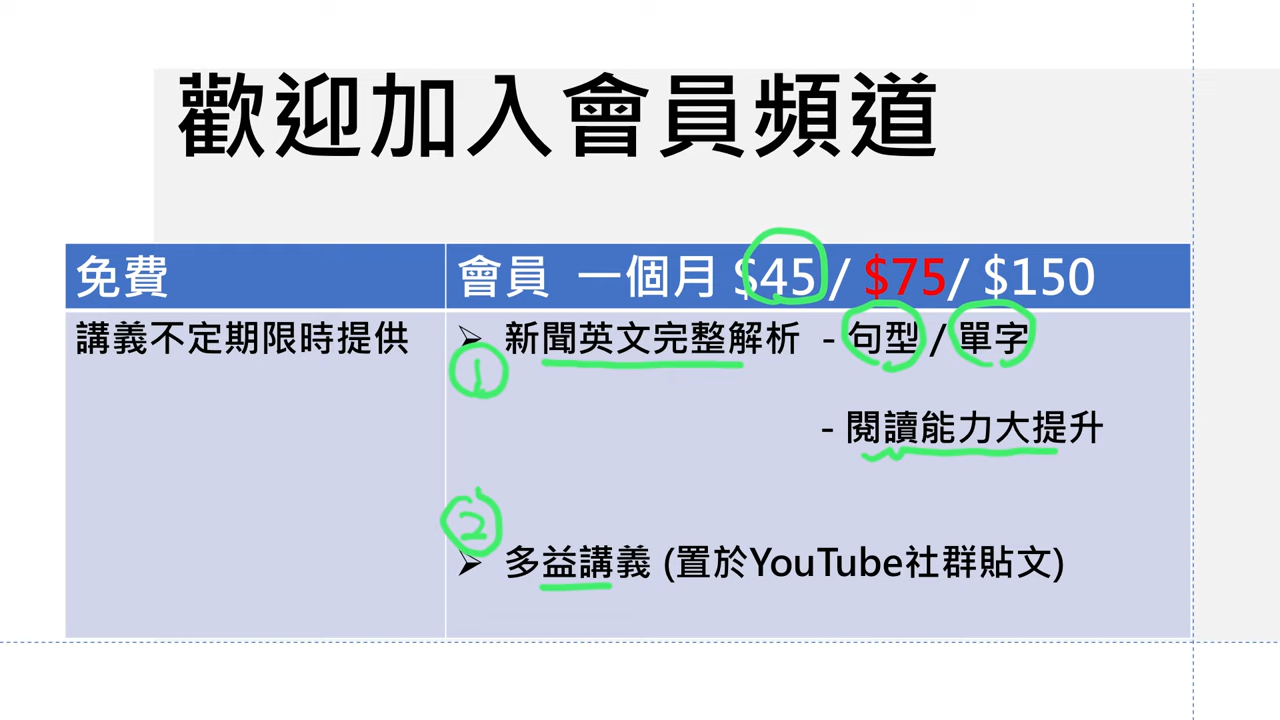 歡迎加入會員頻道
免費
會員 一個月 $45 / $75/ $150
講義不定期限時提供
➢ 新聞英文完整解析 - 句型 / 單字
1
- 閱讀能力大提升
2
➢ 多益講義 (置於YouTube社群貼文)